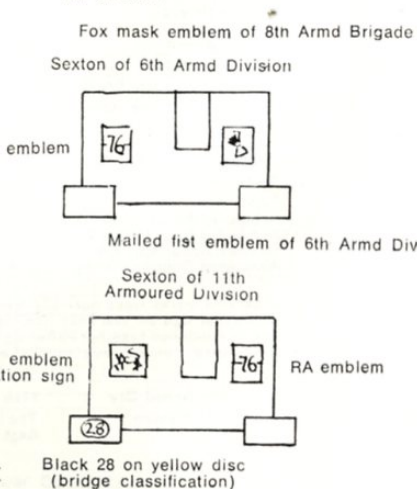 Fox mask emblem of 8th Armd Brigade
Sexton of 6th Armd Division
emblem
76
Mailed fist emblem of 6th Armd Div
Sexton of 11th
Armoured Division
emblem
tion sign
76
RA emblem
28
Black 28 on yellow disc
(bridge classification)